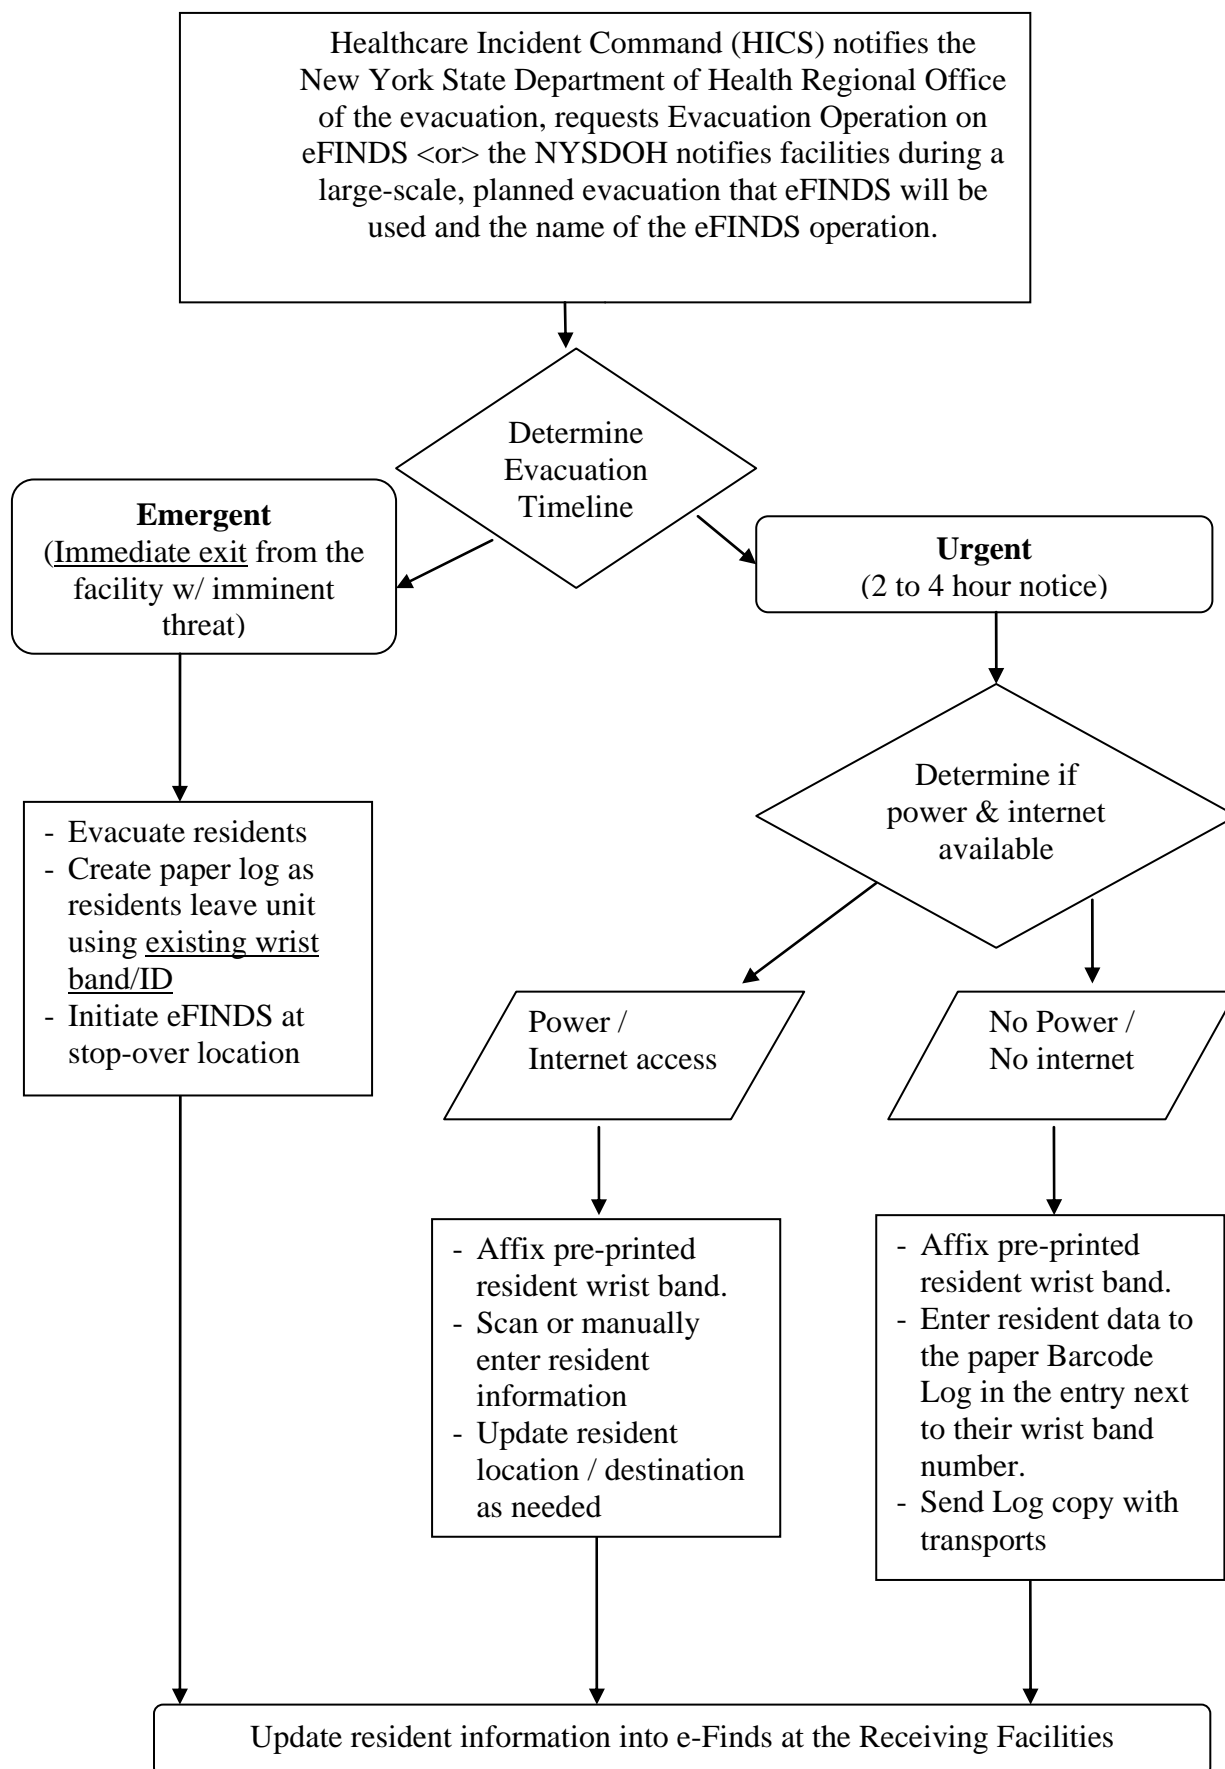 Healthcare Incident Command (HICS) notifies the
New York State Department of Health Regional Office
of the evacuation, requests Evacuation Operation on
eFINDS <or> the NYSDOH notifies facilities during a
large-scale, planned evacuation that eFINDS will be
used and the name of the eFINDS operation.
Determine
Evacuation
Timeline
Emergent
(Immediate exit from the
facility w/ imminent
threat)
Urgent
(2 to 4 hour notice)
Determine if
power & internet
available
- Evacuate residents
- Create paper log as
residents leave unit
using existing wrist
band/ID
- Initiate eFINDS at
stop-over location
Power /
Internet access
No Power /
No internet
- Affix pre-printed
resident wrist band.
- Scan or manually
enter resident
information
- Update resident
location / destination
as needed
- Affix pre-printed
resident wrist band.
- Enter resident data to
the paper Barcode
Log in the entry next
to their wrist band
number.
- Send Log copy with
transports
Update resident information into e-Finds at the Receiving Facilities